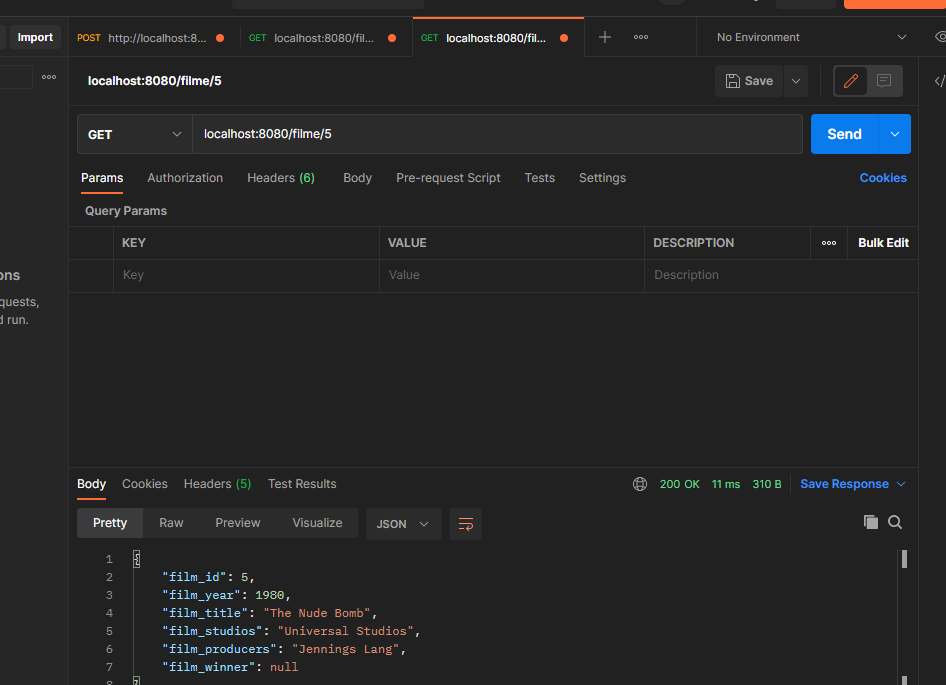 Import
POST http://localhost:8...
GET localhost:8080/fil...
GET localhost:8080/fil...
No Environment
localhost:8080/filme/5
Save
</
GET
localhost:8080/filme/5
Send
Params Authorization Headers (6) Body Pre-request Script Tests Settings Cookies
Query Params
KEY VALUE DESCRIPTION Bulk Edit
Key Value Description
ons
quests,
d run.
Body Cookies Headers (5) Test Results 200 OK 11 ms 310 B Save Response
Pretty Raw Preview Visualize JSON
1 {
2 "film_id": 5,
3 "film_year": 1980,
4 "film_title": "The Nude Bomb",
5 "film_studios": "Universal Studios",
6 "film_producers": "Jennings Lang",
7 "film_winner": null
8 }